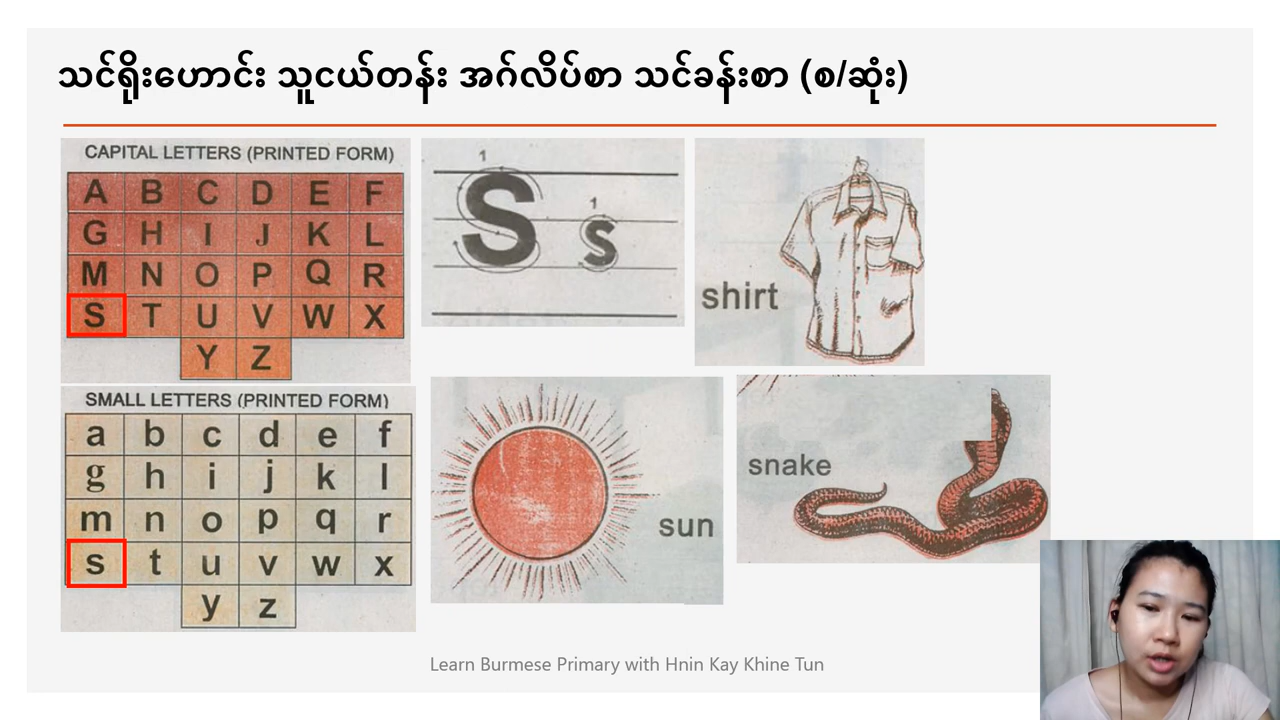 သင်ရိုးဟောင်း သူငယ်တန်း အင်္ဂလိပ်စာ သင်ခန်းစာ (စ/ဆုံး)
CAPITAL LETTERS (PRINTED FORM)
A B C D E F
G H I J K L
M N O P Q R
S T U V W X
Y Z
1
1
S s
shirt
SMALL LETTERS (PRINTED FORM)
a b c d e f
g h i j k l
m n o p q r
s t u v w x
y z
sun
snake
Learn Burmese Primary with Hnin Kay Khine Tun